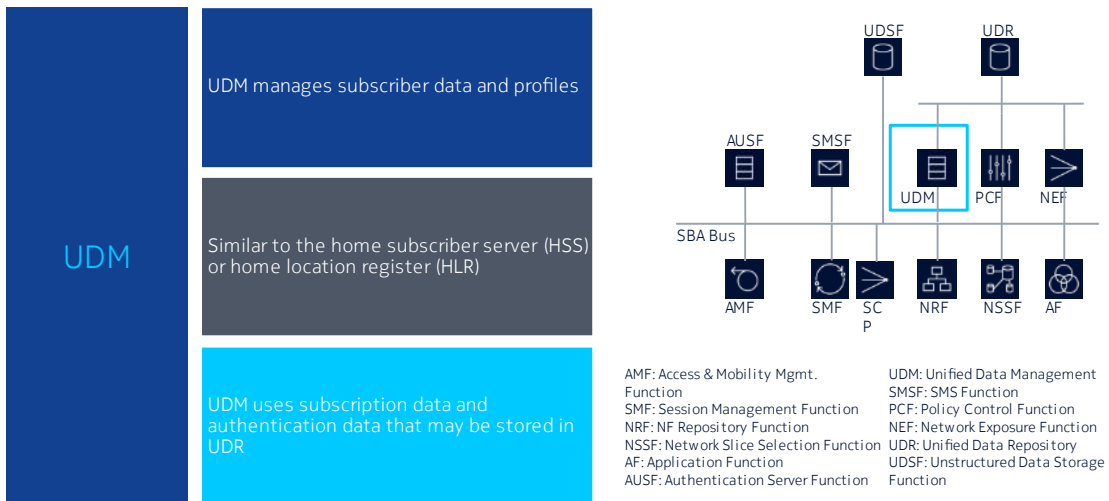 UDM
UDM manages subscriber data and profiles
Similar to the home subscriber server (HSS)
or home location register (HLR)
UDM uses subscription data and
authentication data that may be stored in
UDR
UDSF
UDR
AUSF
SMSF
UDM
PCF
NEF
SBA Bus
AMF
SMF
SC
P
NRF
NSSF
AF
AMF: Access & Mobility Mgmt.
Function
SMF: Session Management Function
NRF: NF Repository Function
NSSF: Network Slice Selection Function
AF: Application Function
AUSF: Authentication Server Function
UDM: Unified Data Management
SMSF: SMS Function
PCF: Policy Control Function
NEF: Network Exposure Function
UDR: Unified Data Repository
UDSF: Unstructured Data Storage
Function